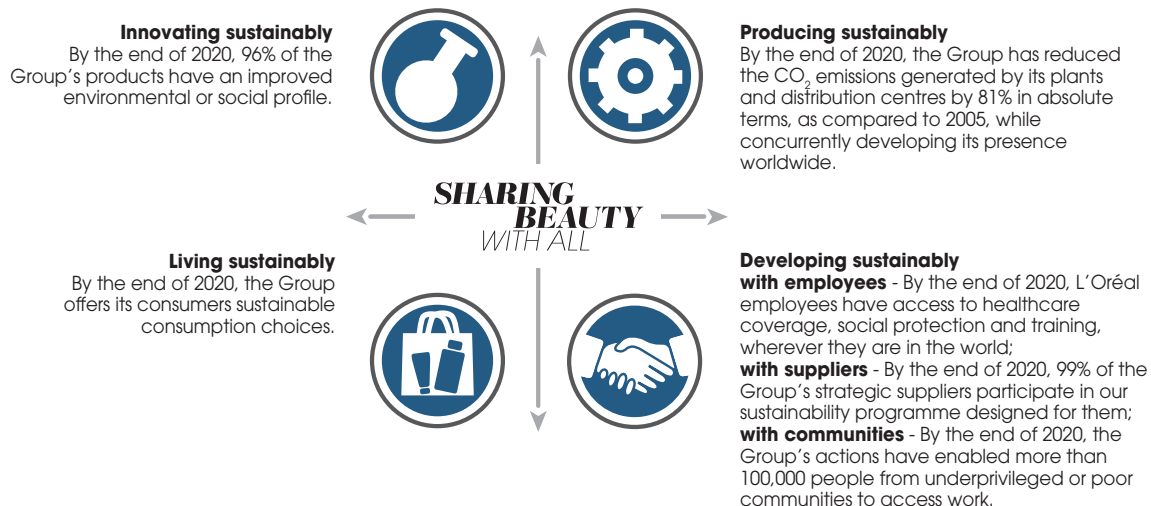 Innovating sustainably
By the end of 2020, 96% of the
Group’s products have an improved
environmental or social profile.
Producing sustainably
By the end of 2020, the Group has reduced
the CO2 emissions generated by its plants
and distribution centres by 81% in absolute
terms, as compared to 2005, while
concurrently developing its presence
worldwide.
SHARING
BEAUTY
WITH ALL
Living sustainably
By the end of 2020, the Group
offers its consumers sustainable
consumption choices.
Developing sustainably
with employees - By the end of 2020, L’Oréal
employees have access to healthcare
coverage, social protection and training,
wherever they are in the world;
with suppliers - By the end of 2020, 99% of the
Group’s strategic suppliers participate in our
sustainability programme designed for them;
with communities - By the end of 2020, the
Group’s actions have enabled more than
100,000 people from underprivileged or poor
communities to access work.